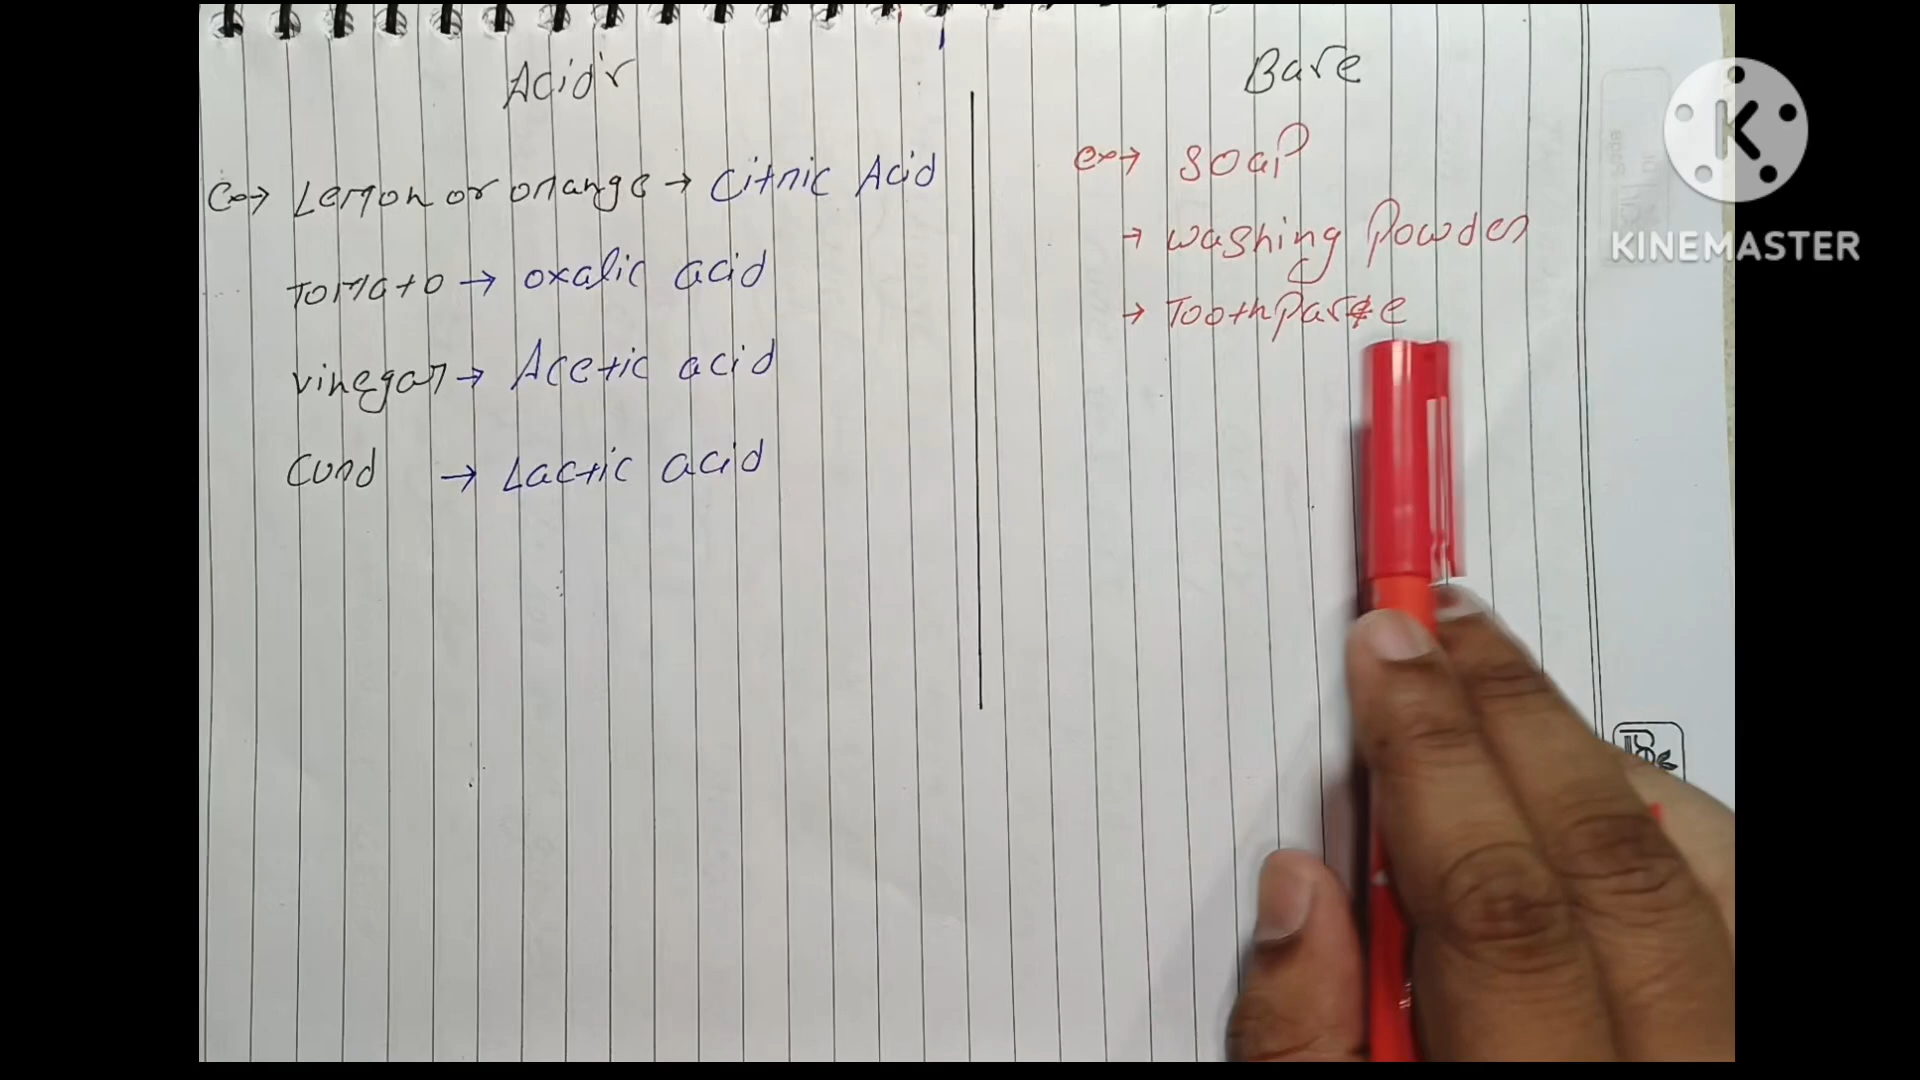 Acid's
Ex→ Lemon or orange → Citric Acid
Tomato → oxalic acid
vinegar → Acetic acid
Curd → Lactic acid
Base
ex→ soap
→ washing powder
→ Toothpaste
KINEMASTER